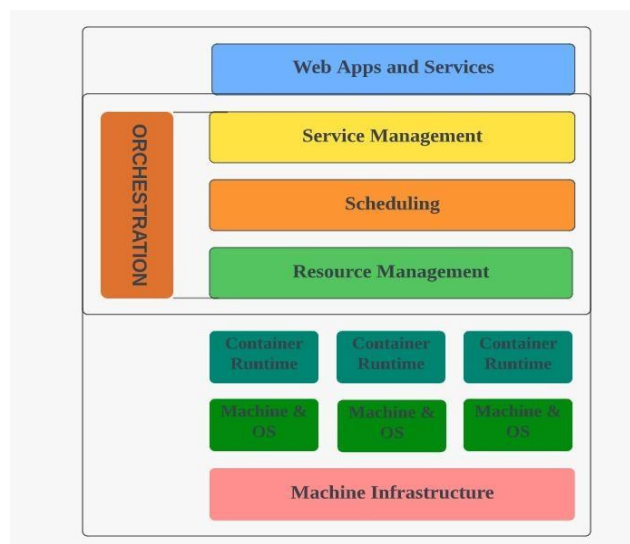 Web Apps and Services
ORCHESTRATION
Service Management
Scheduling
Resource Management
Container
Runtime
Container
Runtime
Container
Runtime
Machine &
OS
Machine &
OS
Machine &
OS
Machine Infrastructure